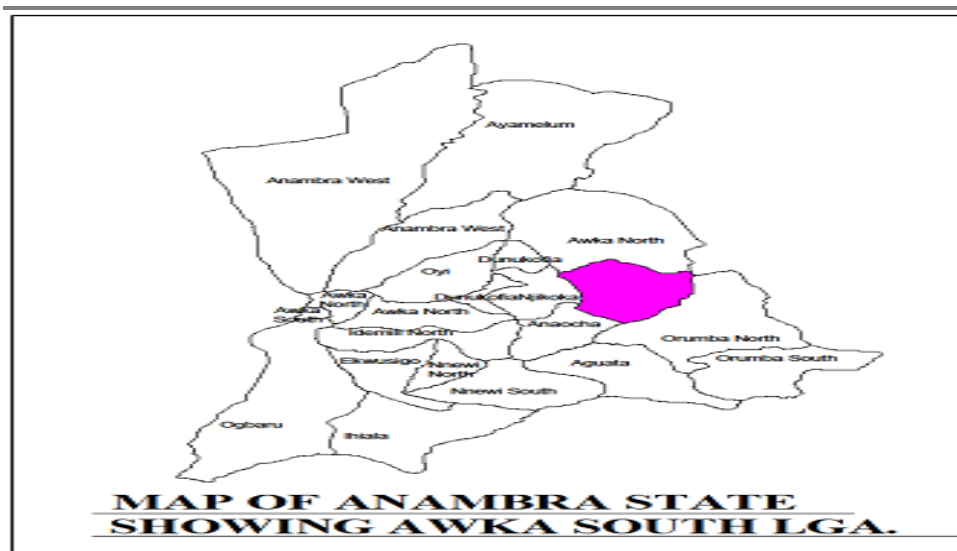 Ayamelum
Anambra West
Anambra West
Awka North
Dunukofia
Oyi
Awka
North
Dunukofia
Njikoka
Awka
South
Awka North
Anaocha
Idemili North
Orumba North
Ekwusigo
Nnewi
North
Aguata
Orumba South
Nnewi South
Ogbaru
Ihiala
MAP OF ANAMBRA STATE
SHOWING AWKA SOUTH LGA.